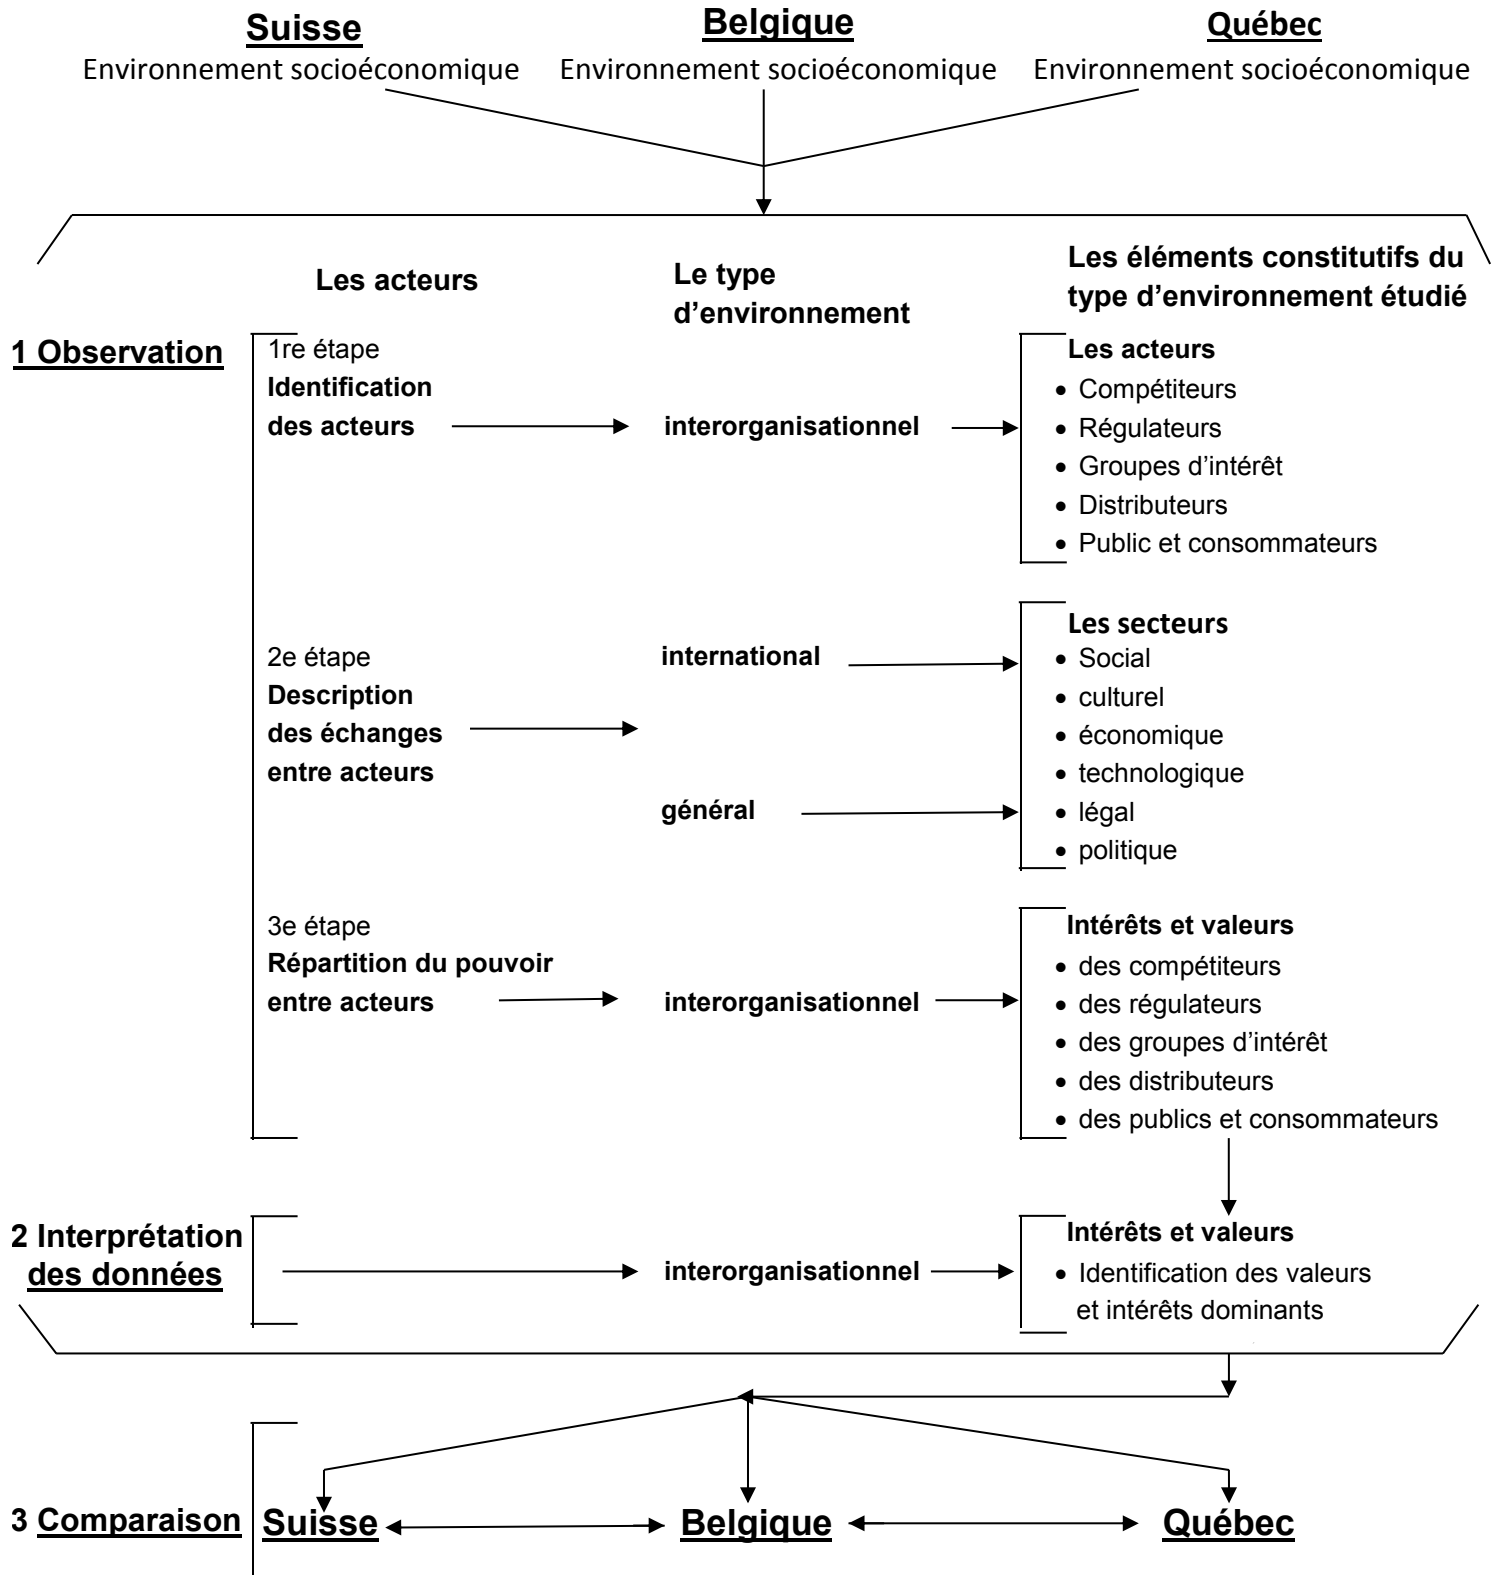 Suisse
Environnement socioéconomique
Belgique
Environnement socioéconomique
Québec
Environnement socioéconomique
Les acteurs
Le type
d’environnement
Les éléments constitutifs du
type d’environnement étudié
1 Observation
1re étape
Identification
des acteurs
interorganisationnel
Les acteurs
• Compétiteurs
• Régulateurs
• Groupes d’intérêt
• Distributeurs
• Public et consommateurs
2e étape
Description
des échanges
entre acteurs
international
général
Les secteurs
• Social
• culturel
• économique
• technologique
• légal
• politique
3e étape
Répartition du pouvoir
entre acteurs
interorganisationnel
Intérêts et valeurs
• des compétiteurs
• des régulateurs
• des groupes d’intérêt
• des distributeurs
• des publics et consommateurs
2 Interprétation
des données
interorganisationnel
Intérêts et valeurs
• Identification des valeurs
et intérêts dominants
3 Comparaison
Suisse
Belgique
Québec